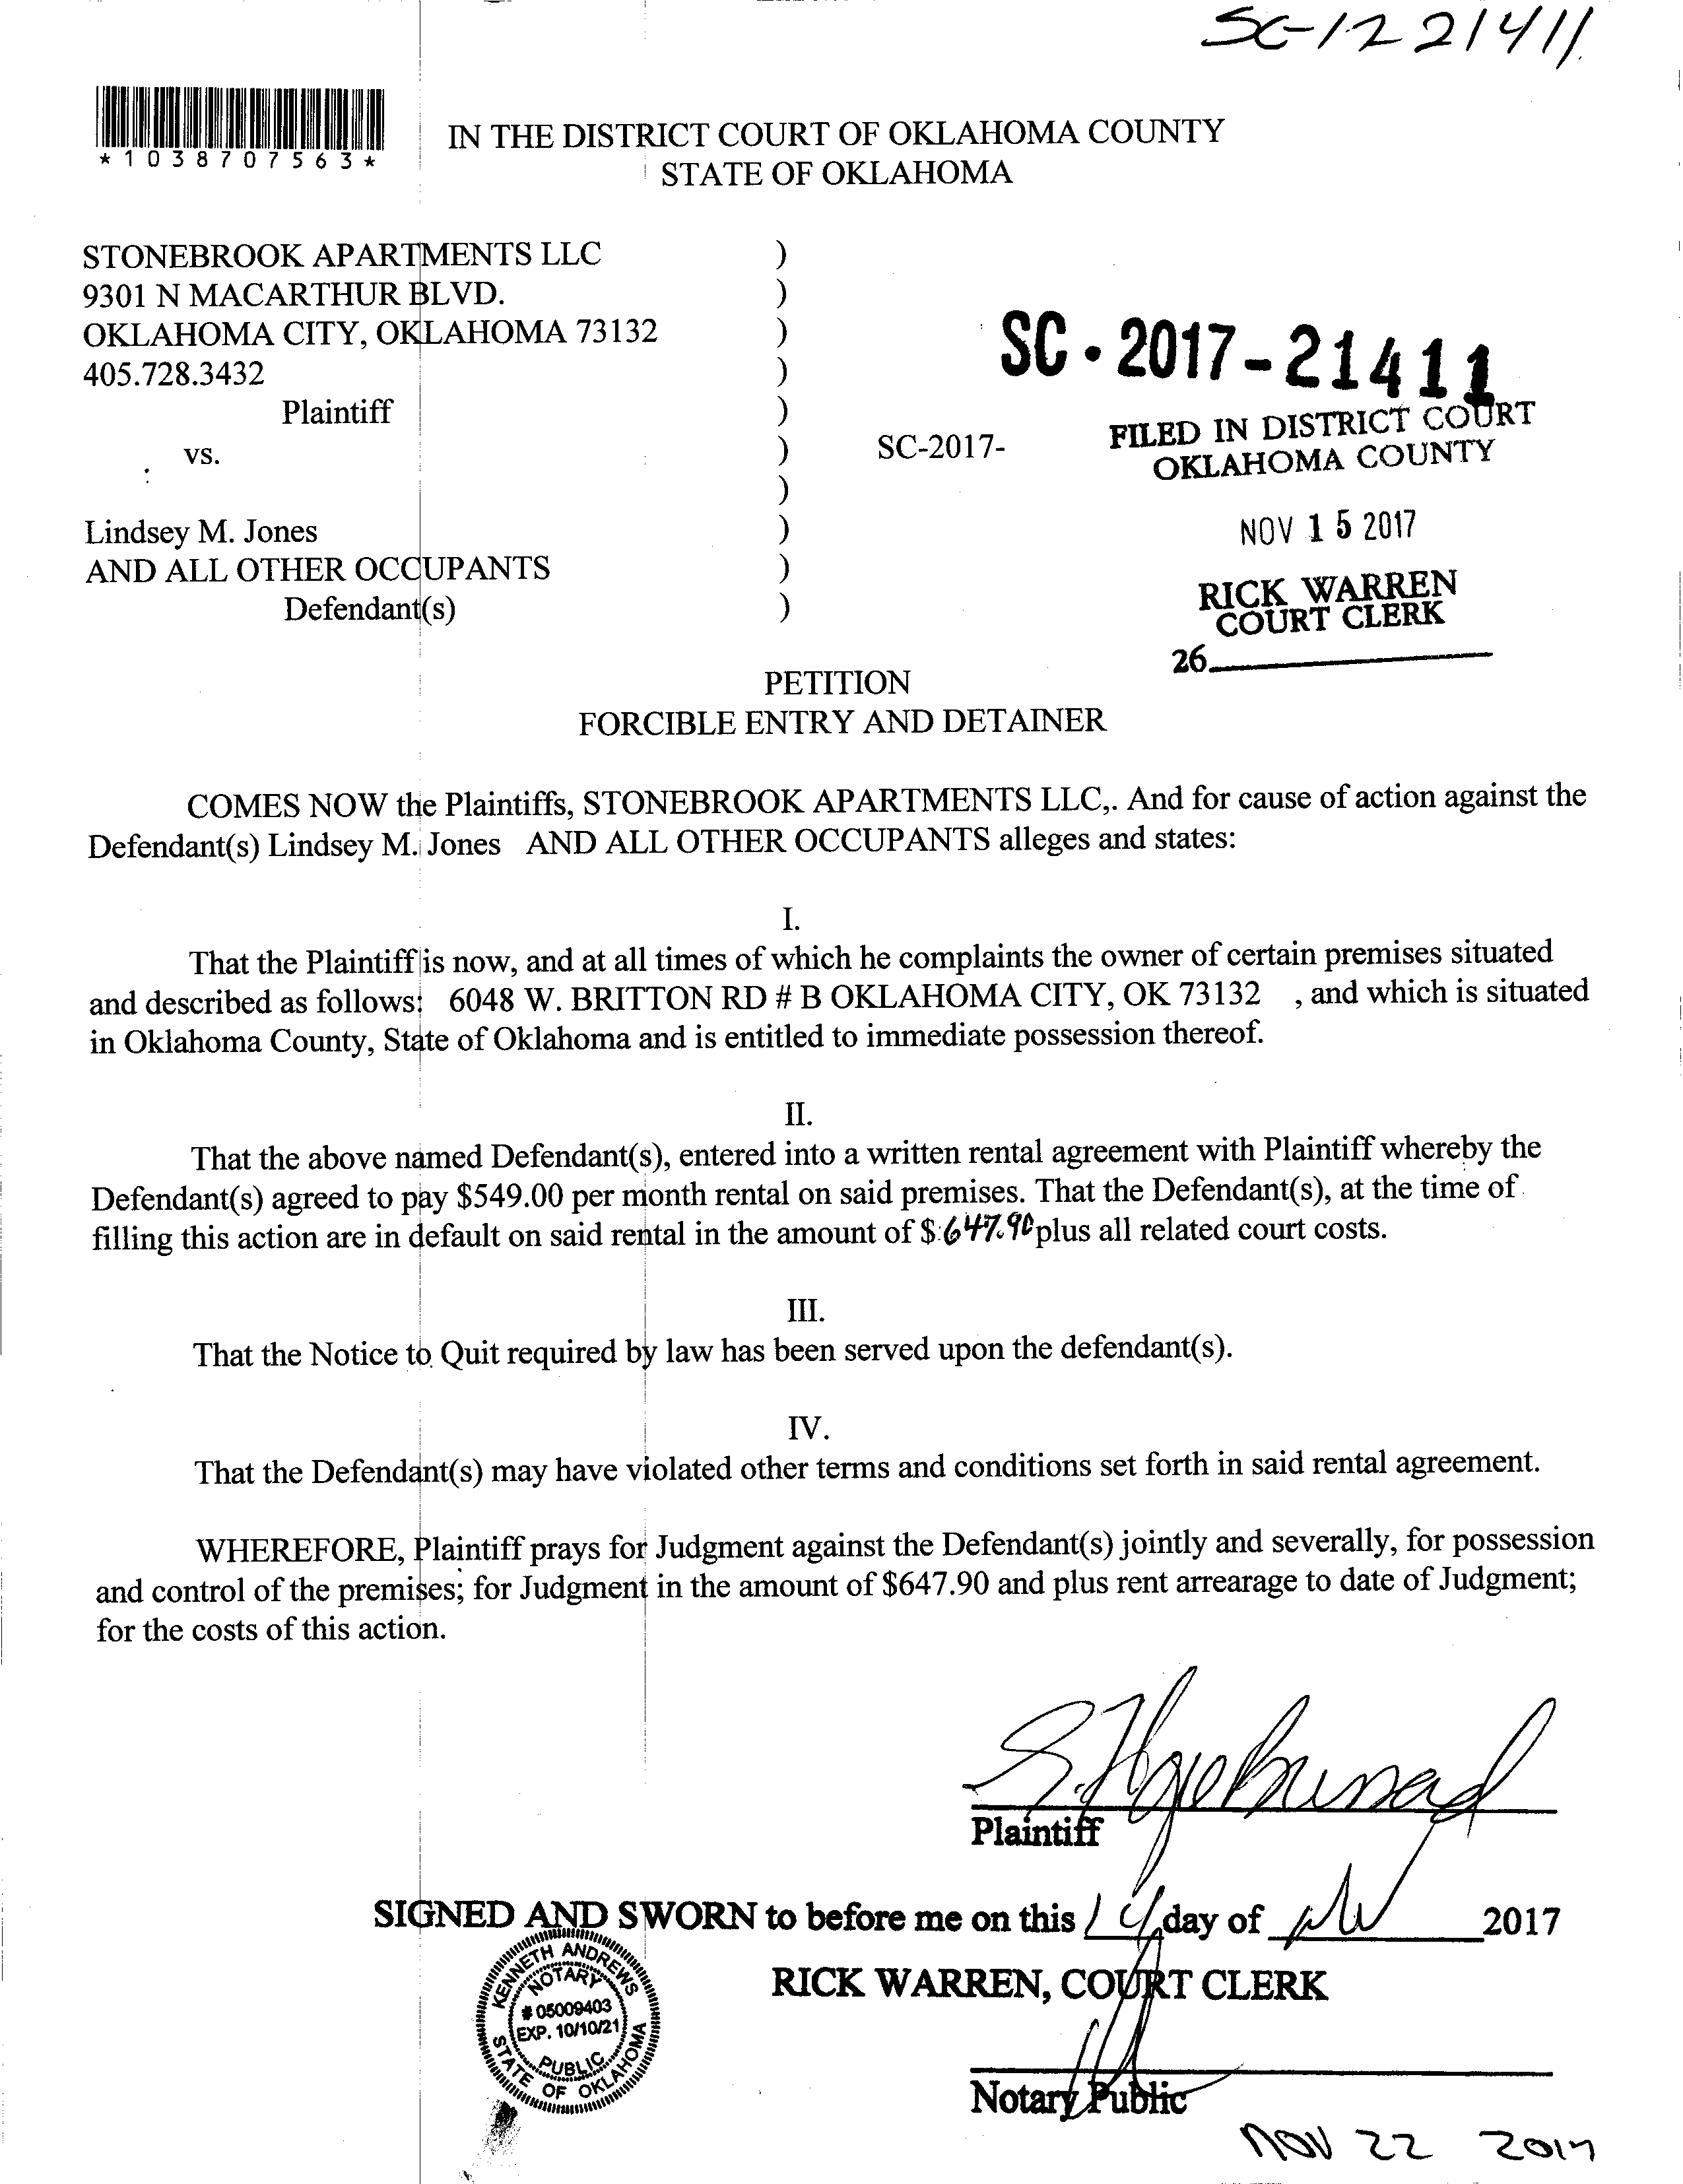 SC-17 21411
*1038707563*
IN THE DISTRICT COURT OF OKLAHOMA COUNTY
STATE OF OKLAHOMA
STONEBROOK APARTMENTS LLC )
9301 N MACARTHUR BLVD. )
OKLAHOMA CITY, OKLAHOMA 73132 )
405.728.3432 )
Plaintiff )
vs. ) SC-2017-
)
Lindsey M. Jones )
AND ALL OTHER OCCUPANTS )
Defendant(s) )
SC - 2017-21411
FILED IN DISTRICT COURT
OKLAHOMA COUNTY
NOV 15 2017
RICK WARREN
COURT CLERK
26
PETITION
FORCIBLE ENTRY AND DETAINER
COMES NOW the Plaintiffs, STONEBROOK APARTMENTS LLC,. And for cause of action against the
Defendant(s) Lindsey M. Jones AND ALL OTHER OCCUPANTS alleges and states:
I.
That the Plaintiff is now, and at all times of which he complaints the owner of certain premises situated
and described as follows: 6048 W. BRITTON RD # B OKLAHOMA CITY, OK 73132 , and which is situated
in Oklahoma County, State of Oklahoma and is entitled to immediate possession thereof.
II.
That the above named Defendant(s), entered into a written rental agreement with Plaintiff whereby the
Defendant(s) agreed to pay $549.00 per month rental on said premises. That the Defendant(s), at the time of
filling this action are in default on said rental in the amount of $ 647.90 plus all related court costs.
III.
That the Notice to Quit required by law has been served upon the defendant(s).
IV.
That the Defendant(s) may have violated other terms and conditions set forth in said rental agreement.
WHEREFORE, Plaintiff prays for Judgment against the Defendant(s) jointly and severally, for possession
and control of the premises; for Judgment in the amount of $647.90 and plus rent arrearage to date of Judgment;
for the costs of this action.
Plaintiff
SIGNED AND SWORN to before me on this 14 day of NOV 2017
RICK WARREN, COURT CLERK
KENNETH ANDREWS
NOTARY
# 05009403
EXP. 10/10/21
PUBLIC
STATE OF OKLAHOMA
Notary Public
NOV 22 2017